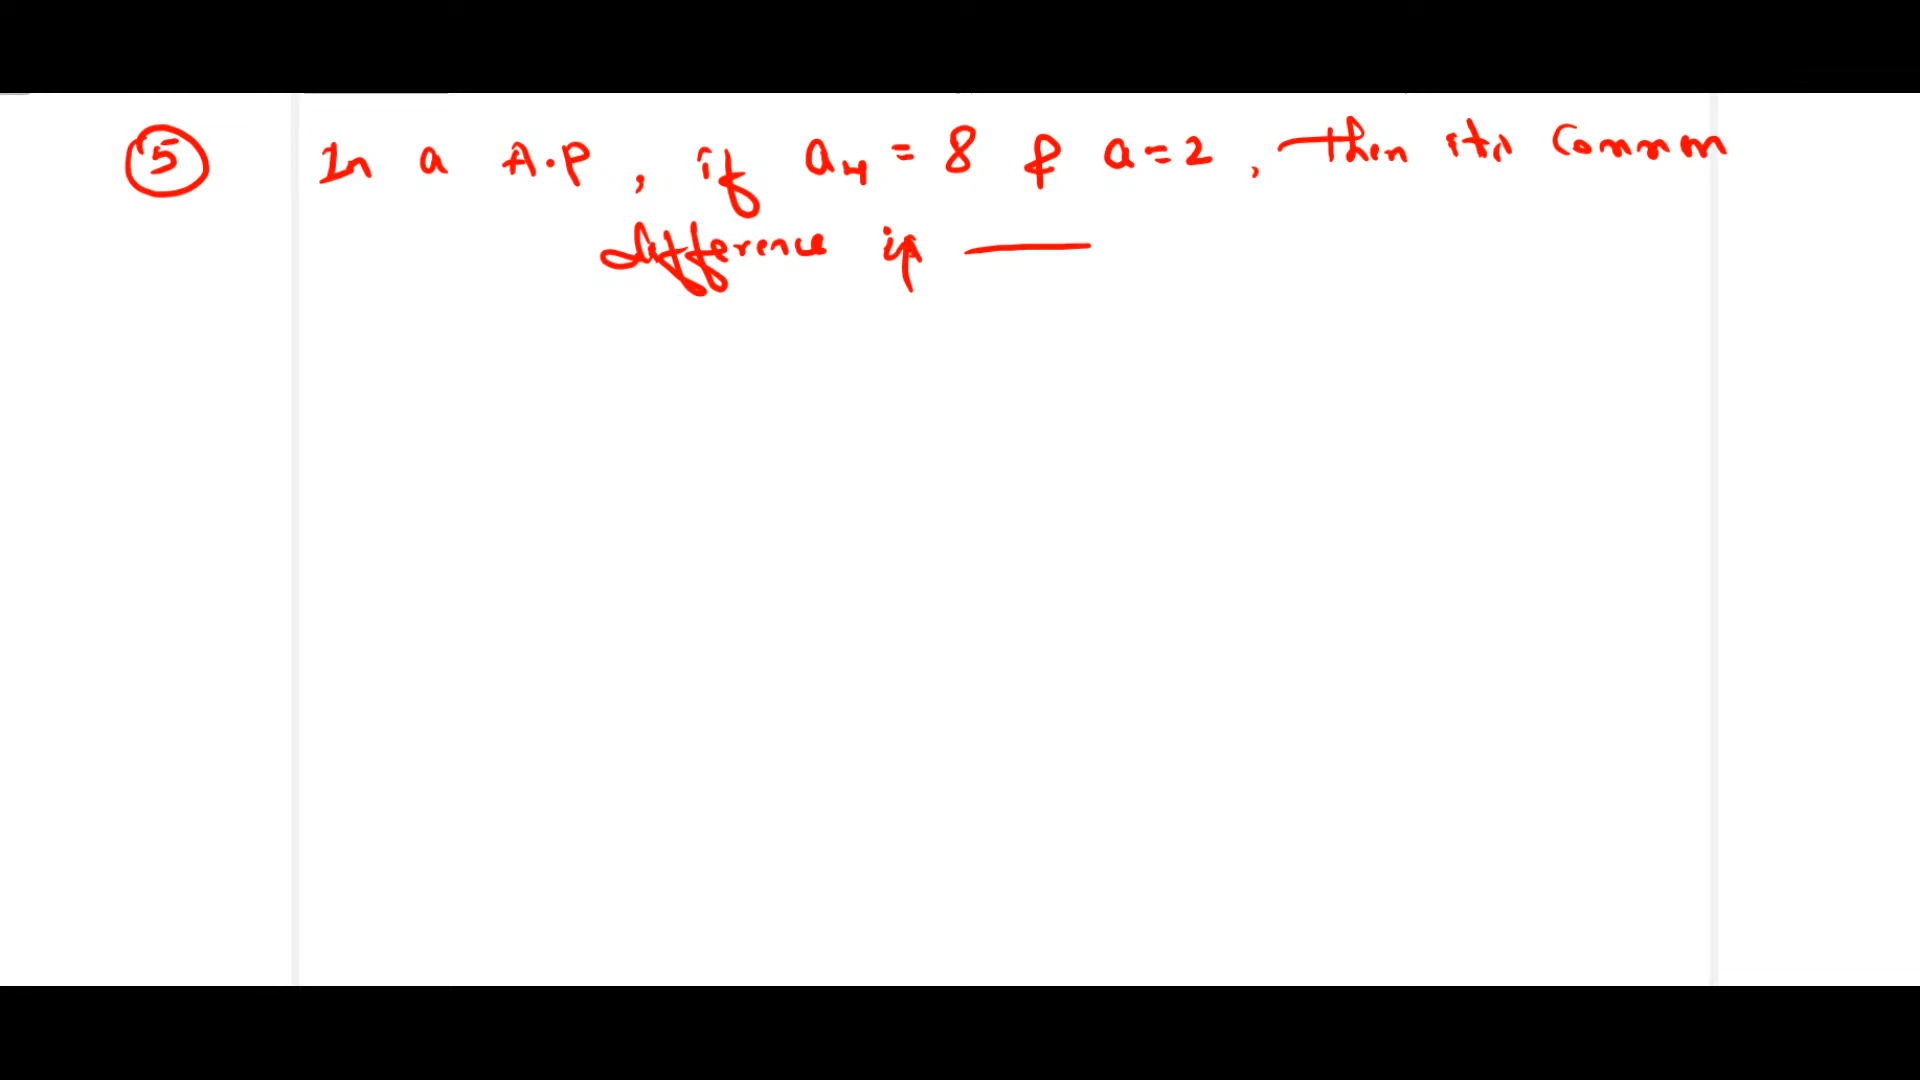 ⑤ In a A.P, if a₄ = 8 & a = 2, then its common
difference is ___